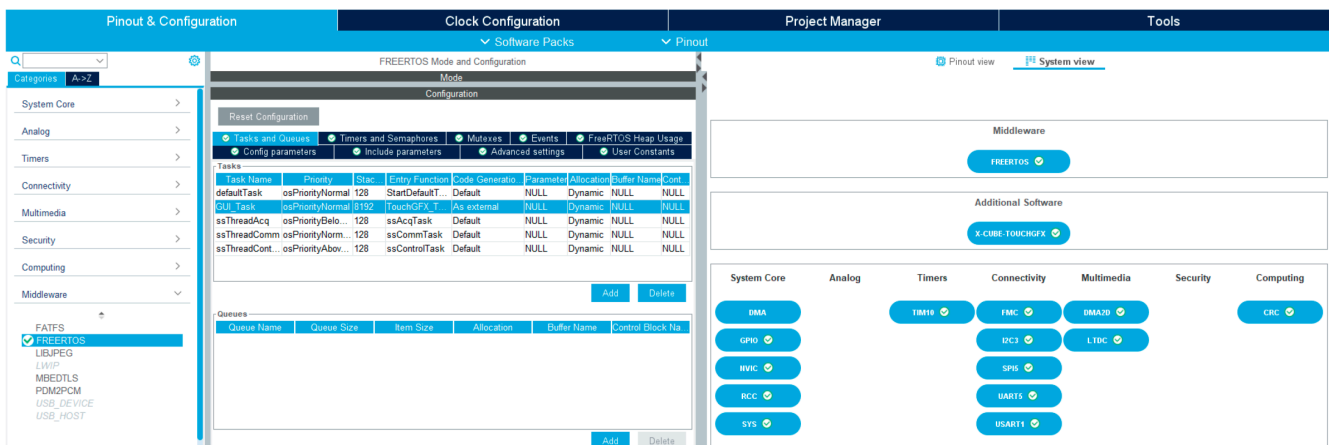 Pinout & Configuration Clock Configuration Project Manager Tools
Software Packs Pinout
Categories A->Z
System Core
Analog
Timers
Connectivity
Multimedia
Security
Computing
Middleware
FATFS
FREERTOS
LIBJPEG
LWIP
MBEDTLS
PDM2PCM
USB_DEVICE
USB_HOST
FREERTOS Mode and Configuration
Mode
Configuration
Reset Configuration
Tasks and Queues Timers and Semaphores Mutexes Events FreeRTOS Heap Usage
Config parameters Include parameters Advanced settings User Constants
Tasks
Task Name Priority Stac... Entry Function Code Generatio... Parameter Allocation Buffer Name Cont...
defaultTask osPriorityNormal 128 StartDefaultT... Default NULL Dynamic NULL NULL
GUI_Task osPriorityNormal 8192 TouchGFX_T... As external NULL Dynamic NULL NULL
ssThreadAcq osPriorityBelo... 128 ssAcqTask Default NULL Dynamic NULL NULL
ssThreadComm osPriorityNorm... 128 ssCommTask Default NULL Dynamic NULL NULL
ssThreadCont... osPriorityAbov... 128 ssControlTask Default NULL Dynamic NULL NULL
Add Delete
Queues
Queue Name Queue Size Item Size Allocation Buffer Name Control Block Na...
Add Delete
Pinout view System view
Middleware
FREERTOS
Additional Software
X-CUBE-TOUCHGFX
System Core Analog Timers Connectivity Multimedia Security Computing
DMA TIM10 FMC DMA2D CRC
GPIO I2C3 LTDC
NVIC SPI5
RCC UART5
SYS USART1